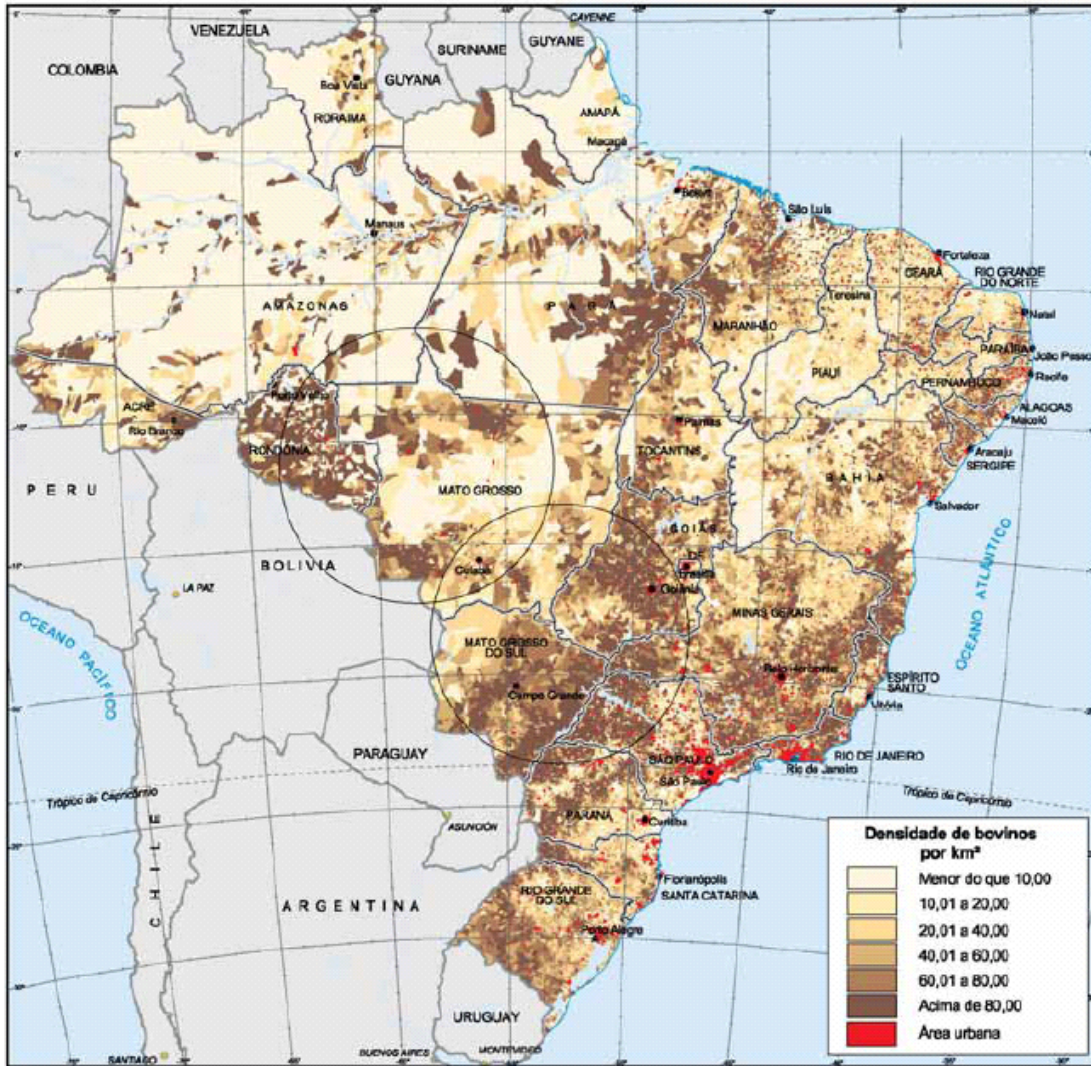 CAYENNE
VENEZUELA
SURINAME
GUYANE
COLOMBIA
GUYANA
Boa Vista
RORAIMA
AMAPÁ
Macapá
Belém
São Luís
Manaus
Fortaleza
CEARÁ
RIO GRANDE
DO NORTE
Teresina
AMAZONAS
PARÁ
MARANHÃO
Natal
PARAÍBA
João Pessoa
PIAUÍ
PERNAMBUCO
Recife
ACRE
Porto Velho
Rio Branco
ALAGOAS
Maceió
Palmas
RONDÔNIA
TOCANTINS
Aracaju
SERGIPE
PERU
MATO GROSSO
BAHIA
Salvador
GOIÁS
BOLIVIA
Cuiabá
DF
Brasília
LA PAZ
Goiânia
OCEANO ATLÂNTICO
MINAS GERAIS
OCEANO PACÍFICO
MATO GROSSO
DO SUL
Belo Horizonte
Campo Grande
ESPÍRITO
SANTO
Vitória
PARAGUAY
SÃO PAULO
RIO DE JANEIRO
São Paulo
Rio de Janeiro
Trópico de Capricórnio
Trópico de Capricórnio
ASUNCIÓN
PARANÁ
Curitiba
CHILE
Florianópolis
SANTA CATARINA
ARGENTINA
RIO GRANDE
DO SUL
Porto Alegre
URUGUAY
SANTIAGO
BUENOS AIRES
MONTEVIDEO
Densidade de bovinos
por km²
Menor do que 10,00
10,01 a 20,00
20,01 a 40,00
40,01 a 60,00
60,01 a 80,00
Acima de 80,00
Área urbana